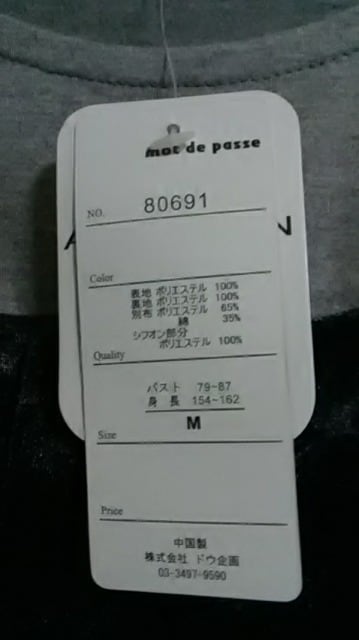 mot de passe
NO. 80691
Color
表地 ポリエステル 100%
裏地 ポリエステル 100%
別布 ポリエステル 65%
綿 35%
シフォン部分
ポリエステル 100%
Quality
バスト 79-87
身長 154-162
M
Size
Price
中国製
株式会社 ドウ企画
03-3497-9590